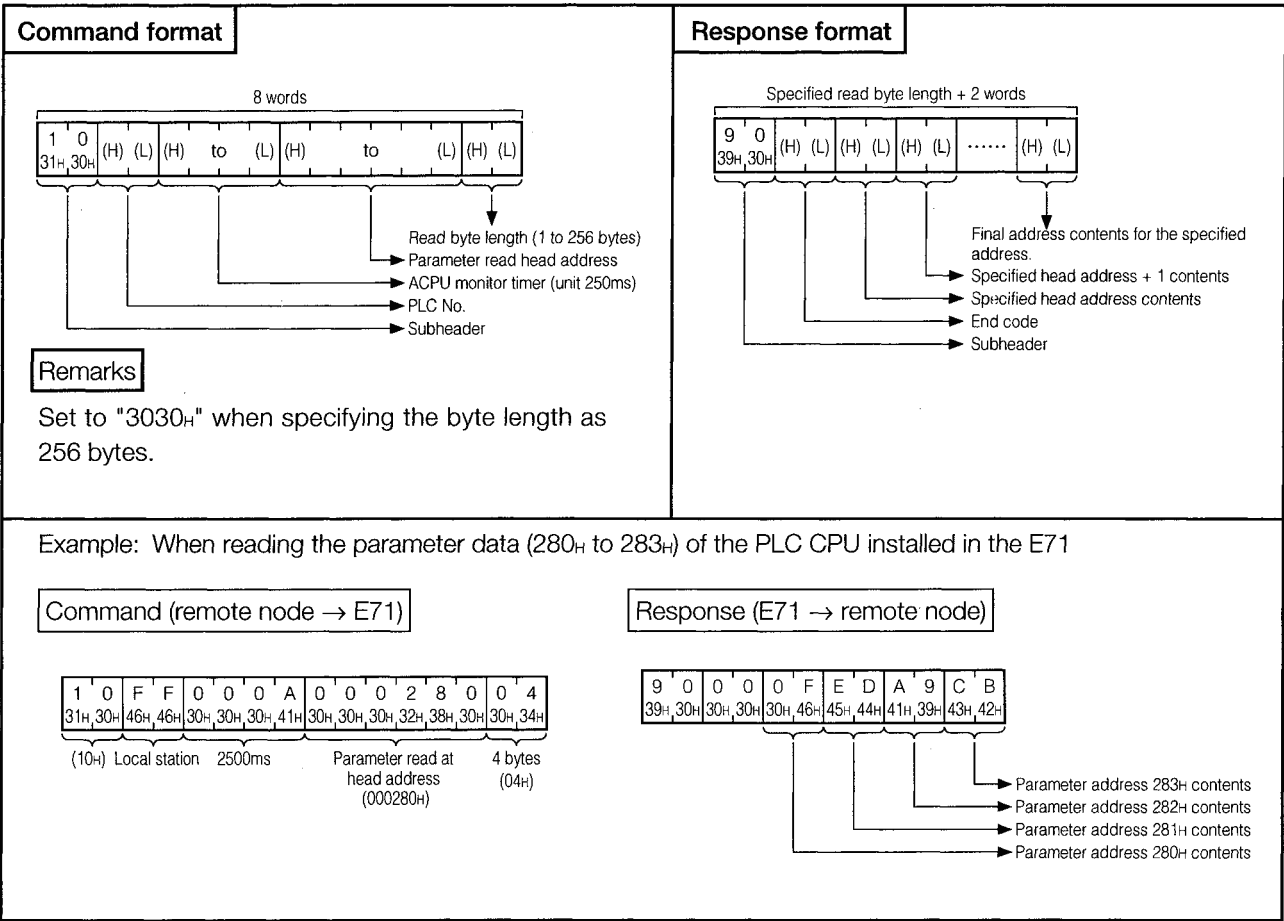 Command format
8 words
1 0 (H) (L) (H) to (L) (H) to (L) (H) (L)
31H 30H
Read byte length (1 to 256 bytes)
Parameter read head address
ACPU monitor timer (unit 250ms)
PLC No.
Subheader
Remarks
Set to "3030H" when specifying the byte length as
256 bytes.
Response format
Specified read byte length + 2 words
9 0 (H) (L) (H) (L) (H) (L) ...... (H) (L)
39H 30H
Final address contents for the specified
address.
Specified head address + 1 contents
Specified head address contents
End code
Subheader
Example: When reading the parameter data (280H to 283H) of the PLC CPU installed in the E71
Command (remote node → E71)
1 0 F F 0 0 0 A 0 0 0 2 8 0 0 4
31H 30H 46H 46H 30H 30H 30H 41H 30H 30H 30H 32H 38H 30H 30H 34H
(10H) Local station 2500ms Parameter read at 4 bytes
head address (04H)
(000280H)
Response (E71 → remote node)
9 0 0 0 0 F E D A 9 C B
39H 30H 30H 30H 30H 46H 45H 44H 41H 39H 43H 42H
Parameter address 283H contents
Parameter address 282H contents
Parameter address 281H contents
Parameter address 280H contents